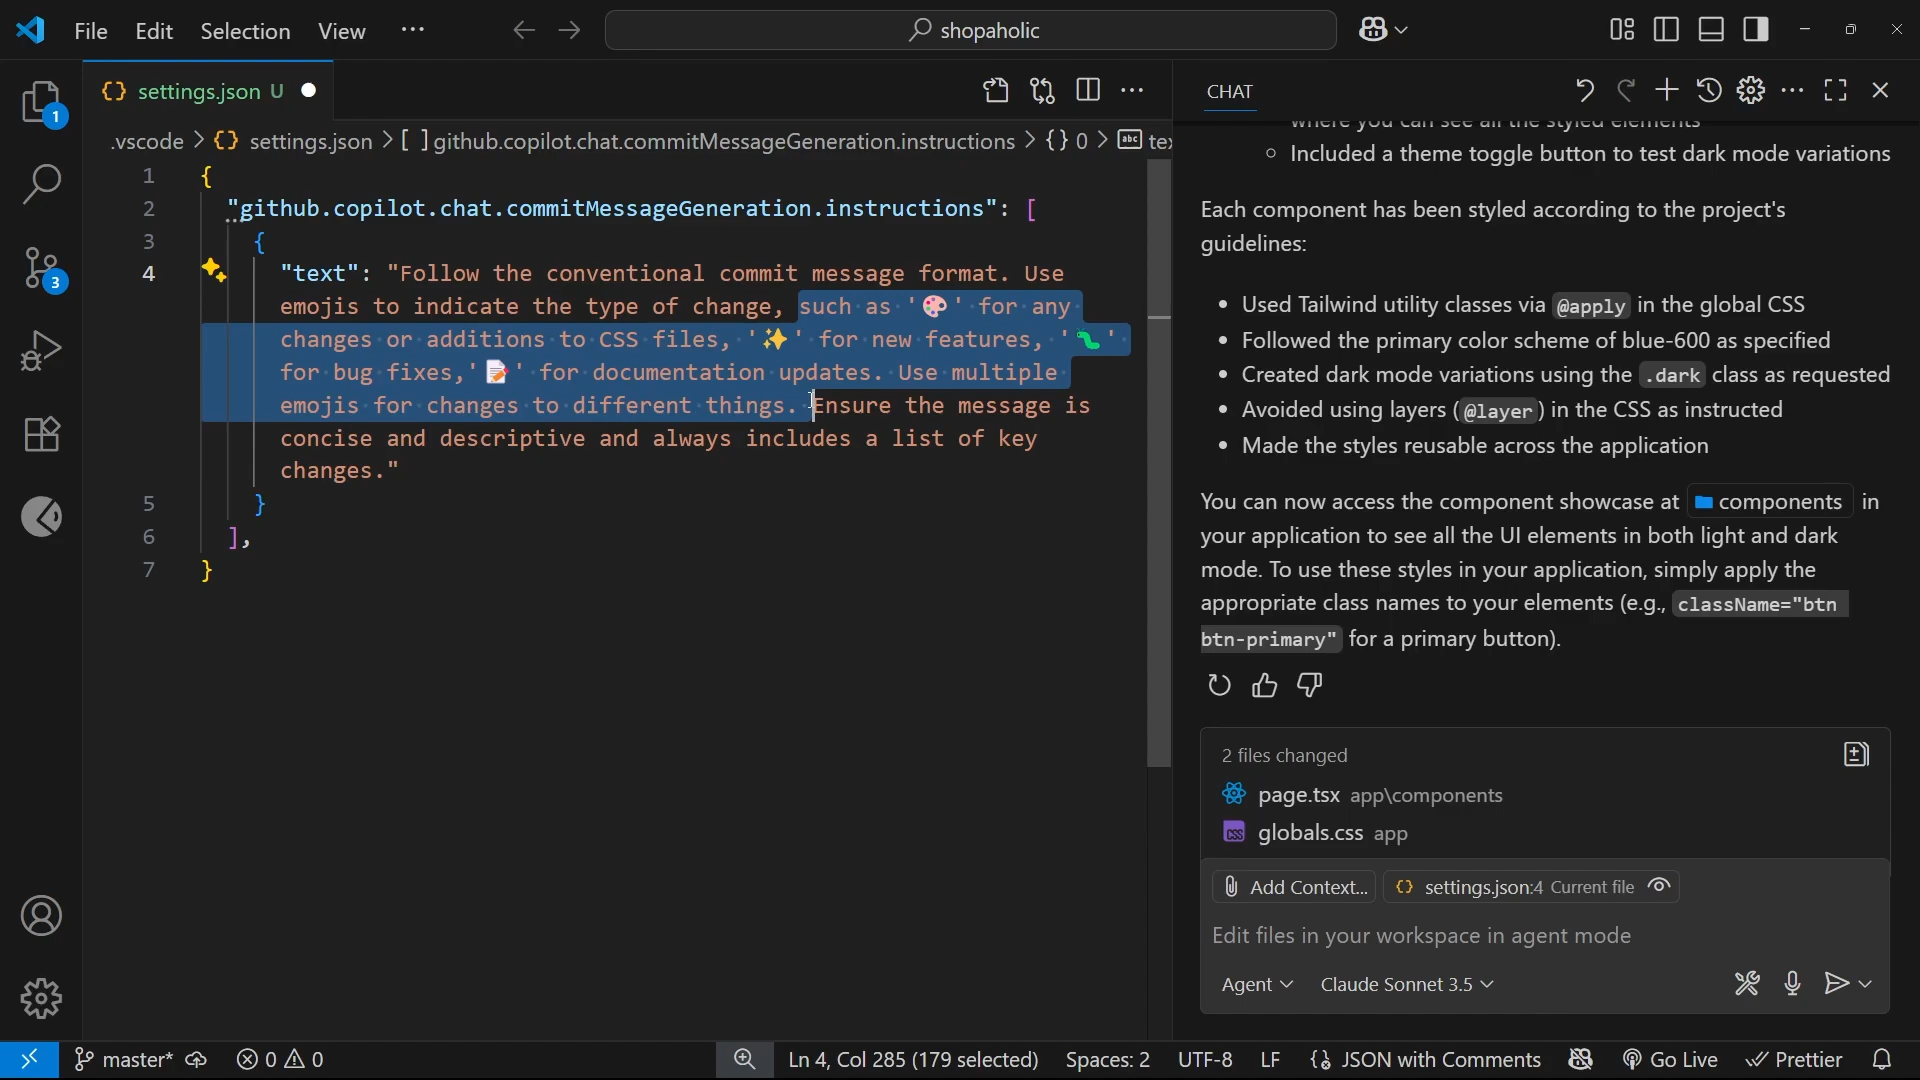 File Edit Selection View ··· shopaholic
{} settings.json U
.vscode > {} settings.json > [ ] github.copilot.chat.commitMessageGeneration.instructions > {} 0 > abc
1 {
2 "github.copilot.chat.commitMessageGeneration.instructions": [
3 {
4 "text": "Follow the conventional commit message format. Use
emojis to indicate the type of change, such as '🎨' for any
changes or additions to CSS files, '✨' for new features, '🐛'
for bug fixes,'📝' for documentation updates. Use multiple
emojis for changes to different things. Ensure the message is
concise and descriptive and always includes a list of key
changes."
5 }
6 ],
7 }
1
3
CHAT
where you can see all the styled elements
Included a theme toggle button to test dark mode variations
Each component has been styled according to the project's
guidelines:
• Used Tailwind utility classes via @apply in the global CSS
• Followed the primary color scheme of blue-600 as specified
• Created dark mode variations using the .dark class as requested
• Avoided using layers (@layer) in the CSS as instructed
• Made the styles reusable across the application
You can now access the component showcase at components in
your application to see all the UI elements in both light and dark
mode. To use these styles in your application, simply apply the
appropriate class names to your elements (e.g., className="btn
btn-primary" for a primary button).
2 files changed
page.tsx app\components
CSS globals.css app
Add Context... {} settings.json:4 Current file
Edit files in your workspace in agent mode
Agent Claude Sonnet 3.5
master* 0 0 Ln 4, Col 285 (179 selected) Spaces: 2 UTF-8 LF {} JSON with Comments Go Live Prettier